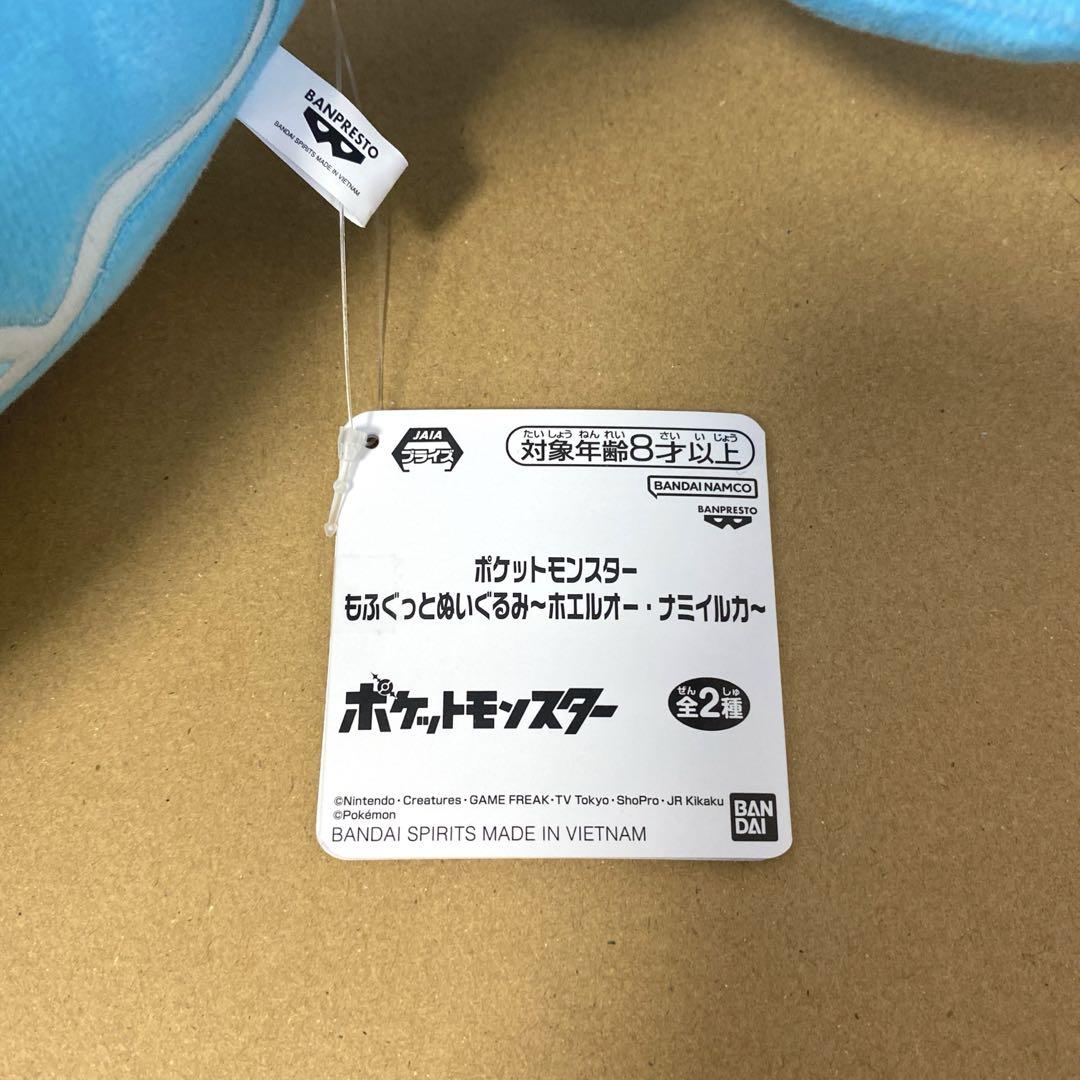 BANPRESTO
BANDAI SPIRITS MADE IN VIETNAM
JAIA
プライズ
たいしょう ねん れい さい い じょう
対象年齢8才以上
BANDAI NAMCO
BANPRESTO
ポケットモンスター
もふぐっとぬいぐるみ~ホエルオー・ナミイルカ~
ポケットモンスター
ぜん しゅ
全2種
©Nintendo・Creatures・GAME FREAK・TV Tokyo・ShoPro・JR Kikaku
©Pokémon
BANDAI SPIRITS MADE IN VIETNAM
BAN
DAI